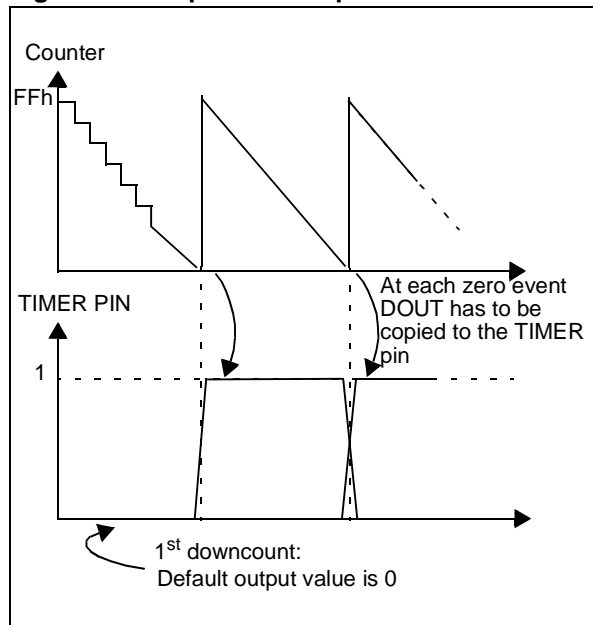 Counter
FFh
At each zero event
DOUT has to be
copied to the TIMER
pin
TIMER PIN
1
1st downcount:
Default output value is 0